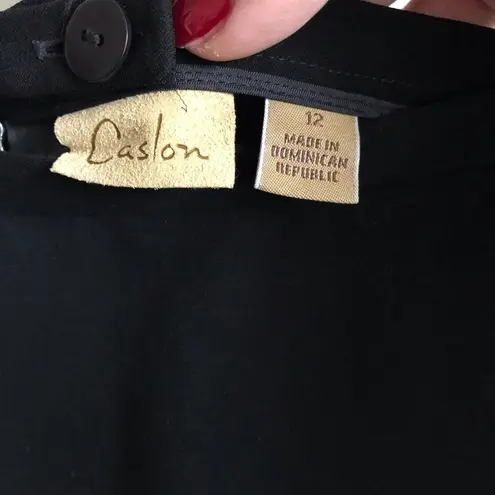 Caslon
12
MADE IN
DOMINICAN
REPUBLIC